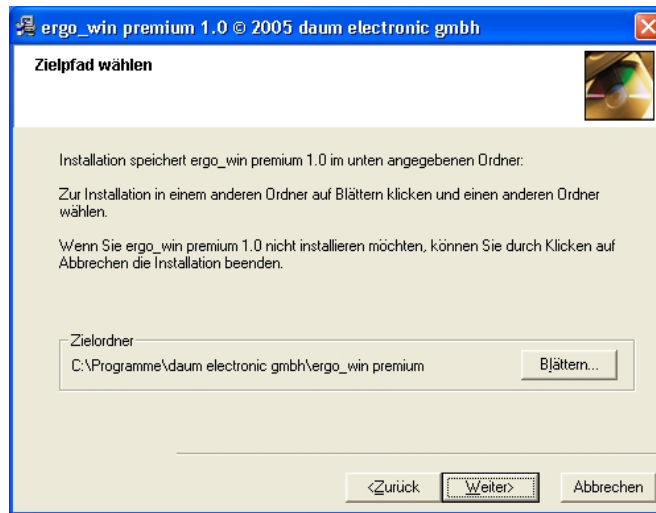 ergo_win premium 1.0 © 2005 daum electronic gmbh
Zielpfad wählen
Installation speichert ergo_win premium 1.0 im unten angegebenen Ordner:
Zur Installation in einem anderen Ordner auf Blättern klicken und einen anderen Ordner
wählen.
Wenn Sie ergo_win premium 1.0 nicht installieren möchten, können Sie durch Klicken auf
Abbrechen die Installation beenden.
Zielordner
C:\Programme\daum electronic gmbh\ergo_win premium
Blättern...
<Zurück
Weiter>
Abbrechen